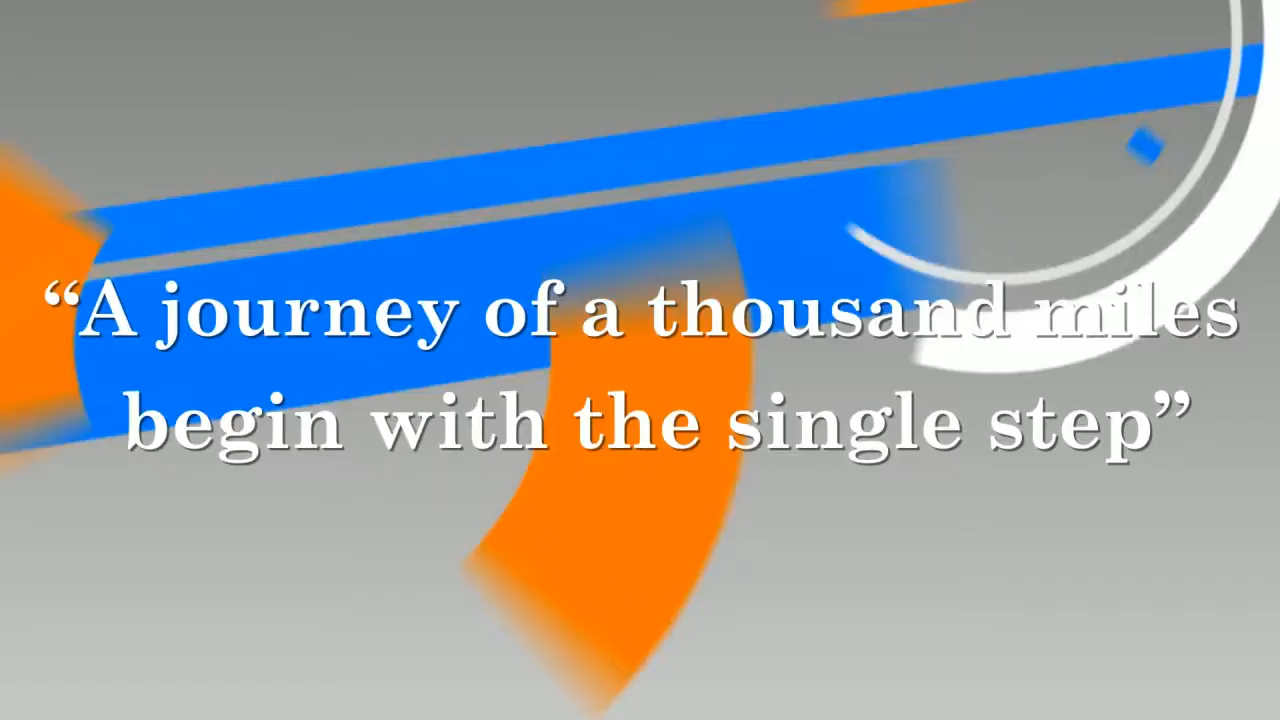 “A journey of a thousand miles
begin with the single step”